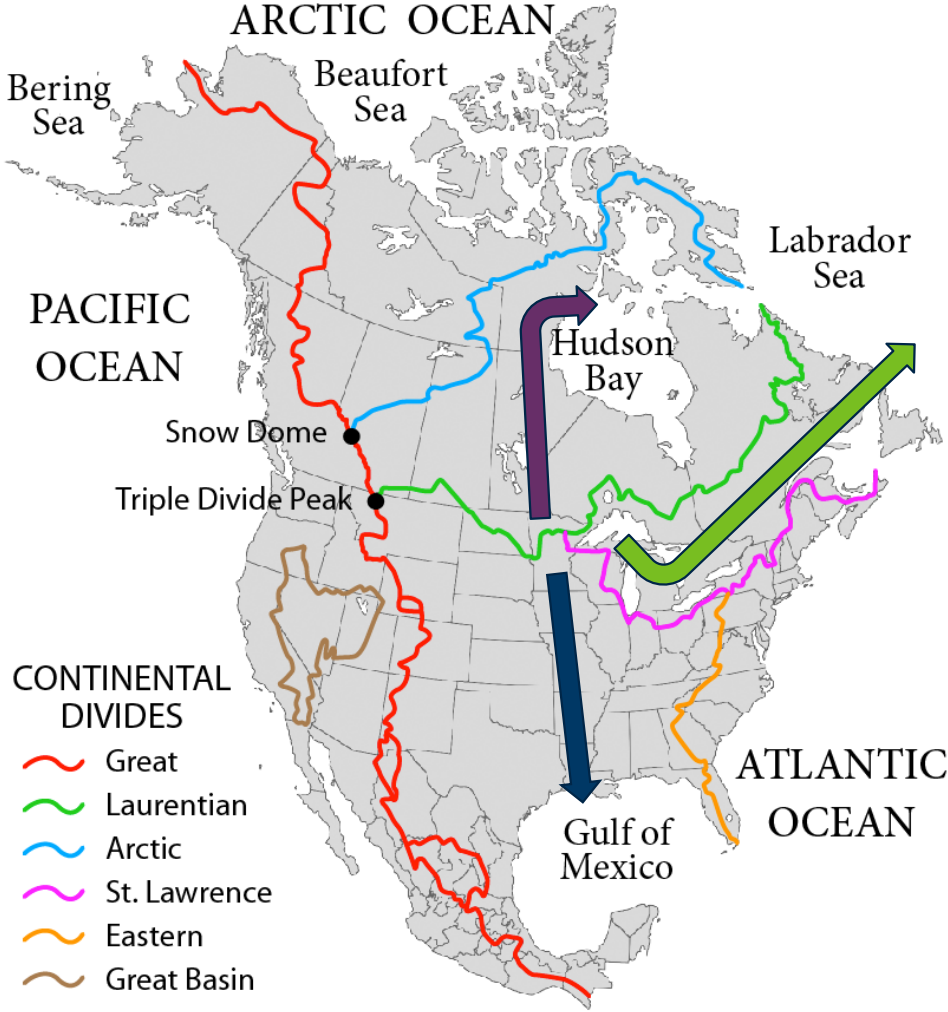 ARCTIC OCEAN
Bering
Sea
Beaufort
Sea
Labrador
Sea
PACIFIC
OCEAN
Hudson
Bay
Snow Dome
Triple Divide Peak
CONTINENTAL
DIVIDES
Great
Laurentian
Arctic
St. Lawrence
Eastern
Great Basin
ATLANTIC
OCEAN
Gulf of
Mexico